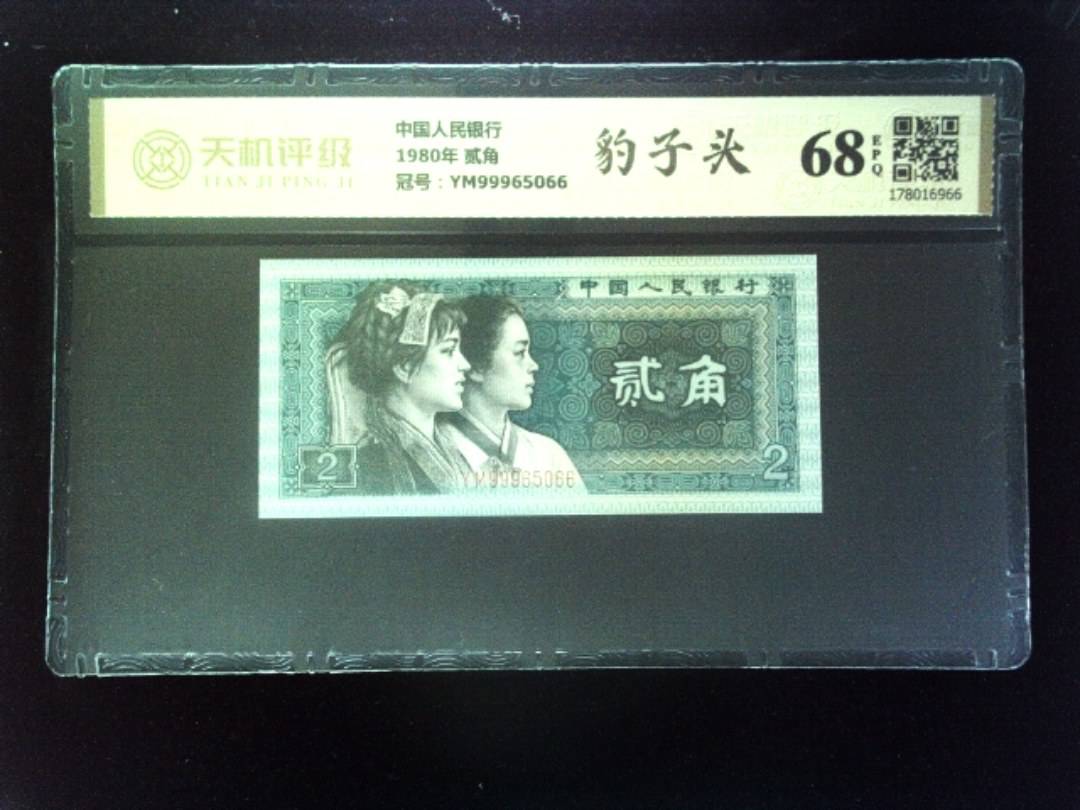 天机评级
TIAN JI PING JI
中国人民银行
1980年 贰角
冠号：YM99965066
豹子头
68
EPQ
178016966
中国人民银行
贰角
2
2
YM99965066